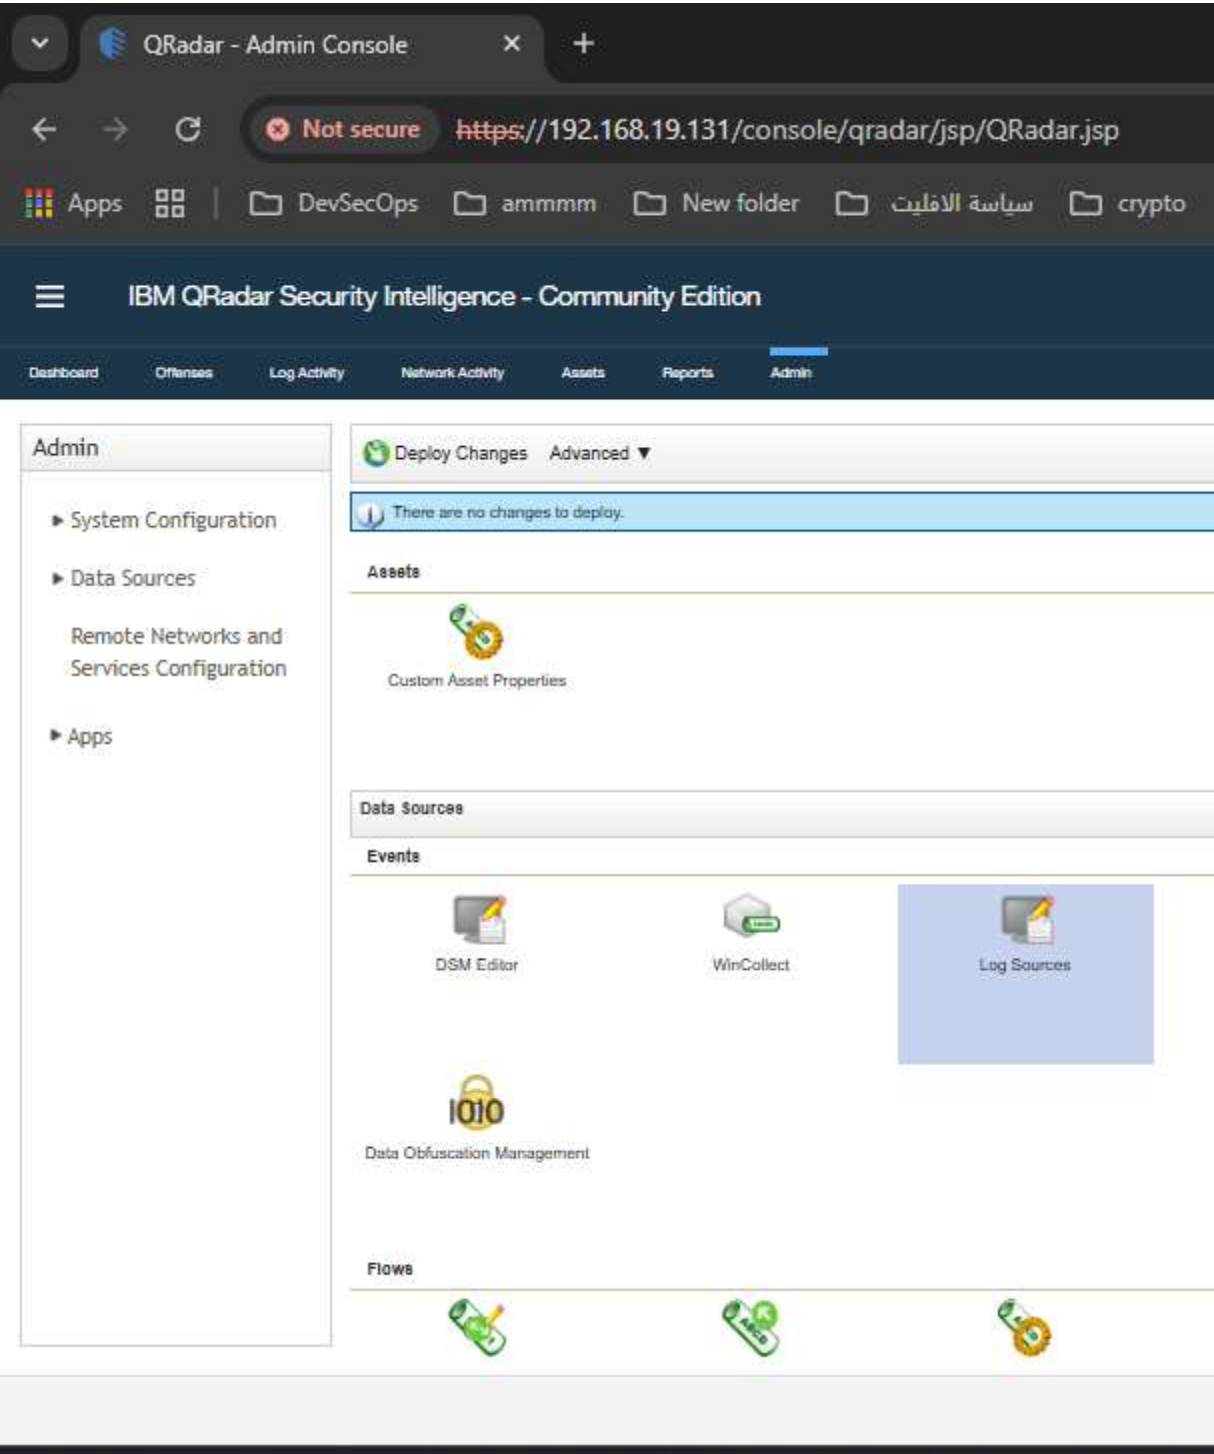 QRadar - Admin Console
Not secure https://192.168.19.131/console/qradar/jsp/QRadar.jsp
Apps DevSecOps ammmm New folder سياسة الافليت crypto
IBM QRadar Security Intelligence - Community Edition
Dashboard Offenses Log Activity Network Activity Assets Reports Admin
Admin
System Configuration
Data Sources
Remote Networks and
Services Configuration
Apps
Deploy Changes Advanced ▼
There are no changes to deploy.
Assets
Custom Asset Properties
Data Sources
Events
DSM Editor WinCollect Log Sources
1010
Data Obfuscation Management
Flows